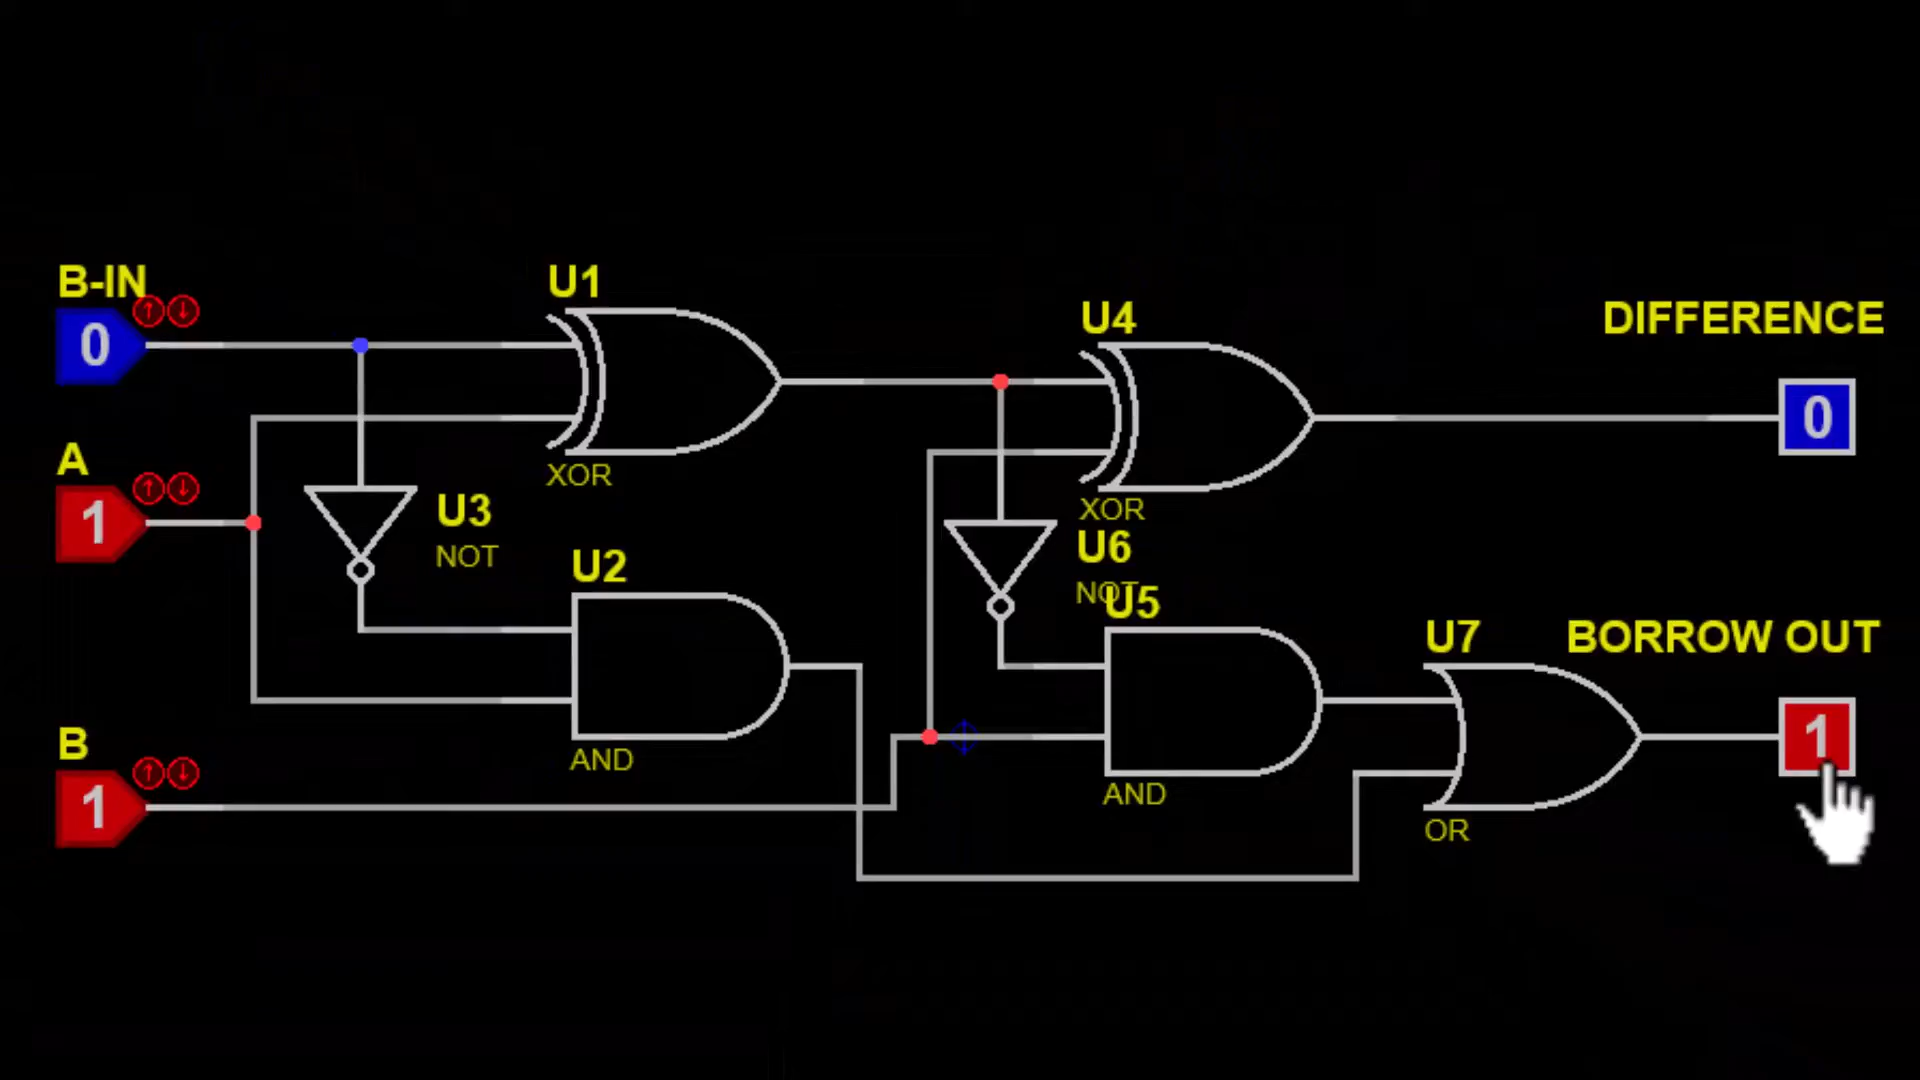 B-IN
0
U1
XOR
U4
XOR
DIFFERENCE
0
A
1
U3
NOT
U2
AND
U6
NOT
U5
AND
U7
OR
BORROW OUT
1
B
1